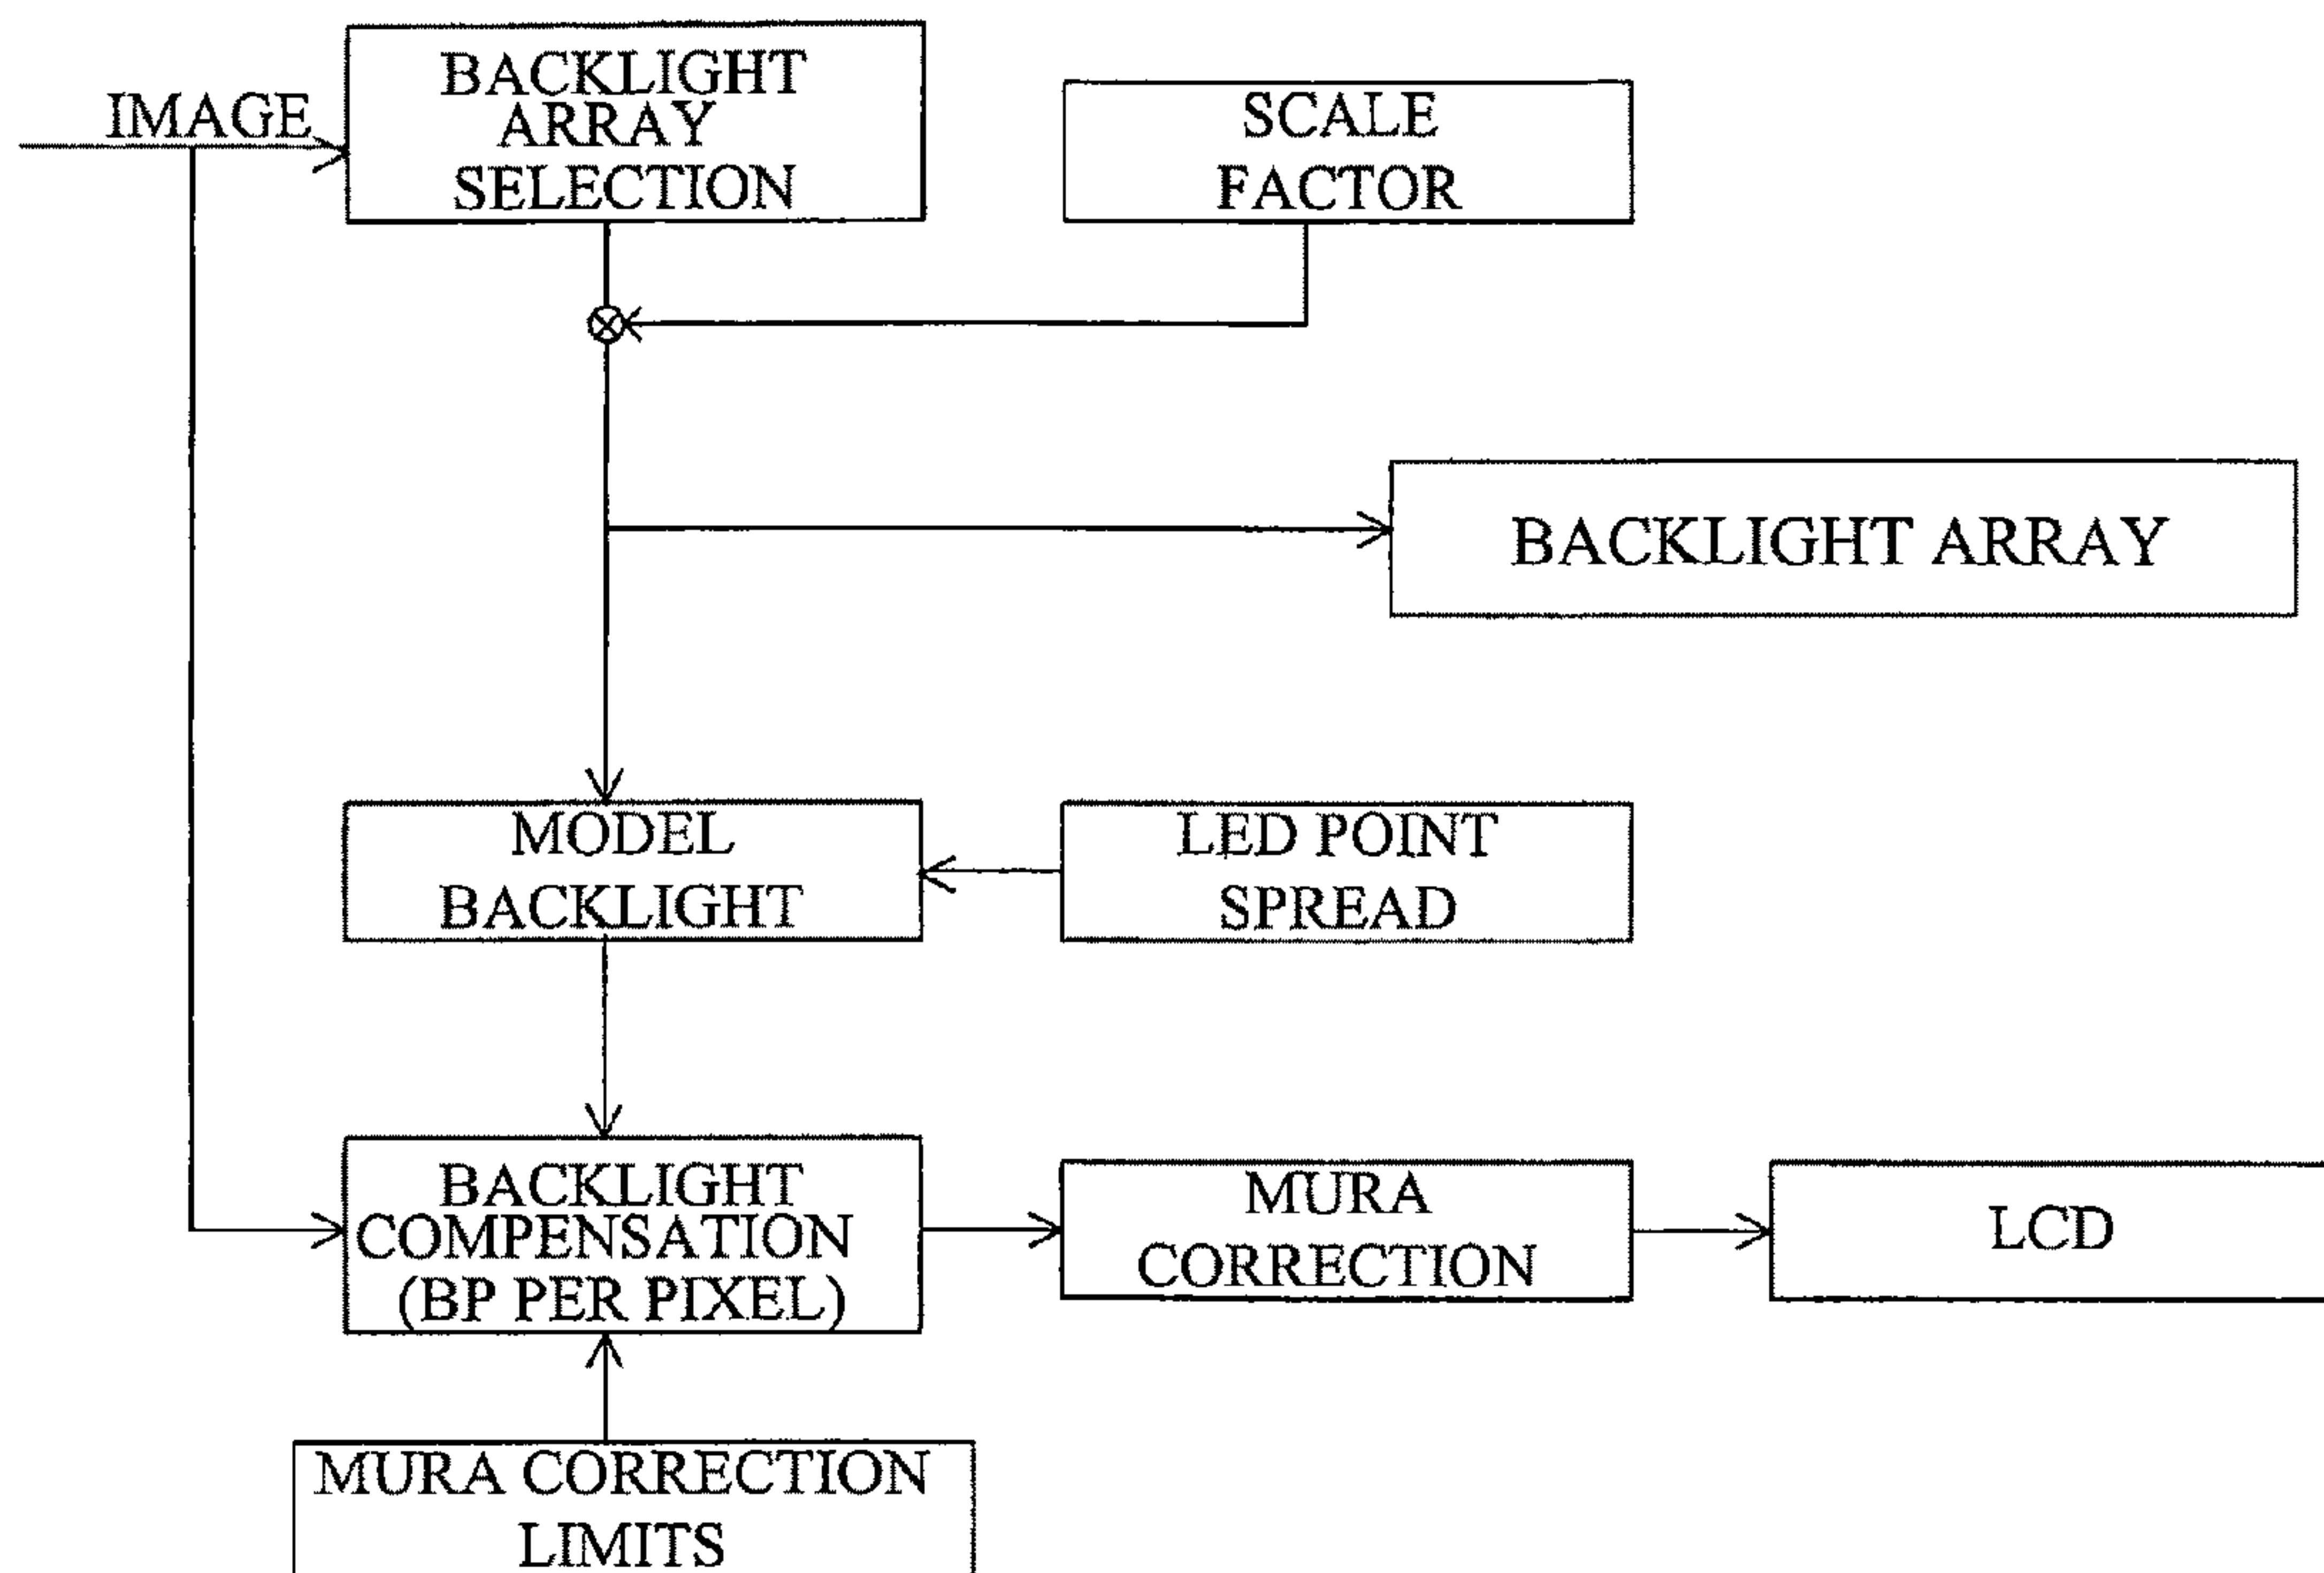 IMAGE
BACKLIGHT
ARRAY
SELECTION
SCALE
FACTOR
BACKLIGHT ARRAY
MODEL
BACKLIGHT
LED POINT
SPREAD
BACKLIGHT
COMPENSATION
(BP PER PIXEL)
MURA
CORRECTION
LCD
MURA CORRECTION
LIMITS